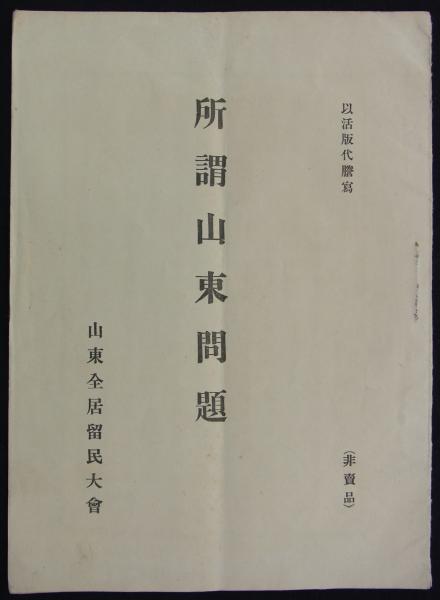 以活版代謄寫
（非賣品）
所謂山東問題
山東全居留民大會